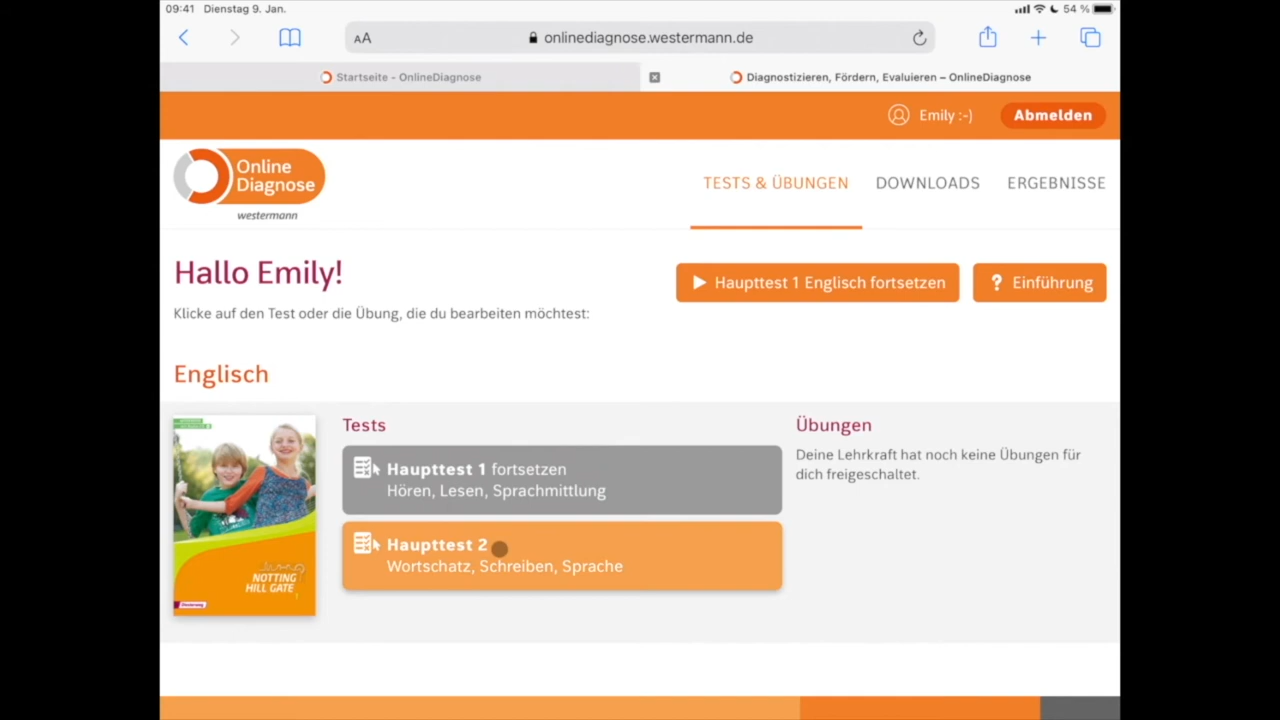 09:41 Dienstag 9. Jan.
54 %
AA
onlinediagnose.westermann.de
Startseite - OnlineDiagnose
Diagnostizieren, Fördern, Evaluieren – OnlineDiagnose
Emily :-)
Abmelden
Online
Diagnose
westermann
TESTS & ÜBUNGEN
DOWNLOADS
ERGEBNISSE
Hallo Emily!
Haupttest 1 Englisch fortsetzen
? Einführung
Klicke auf den Test oder die Übung, die du bearbeiten möchtest:
Englisch
NOTTING
HILL GATE
1
Tests
Haupttest 1 fortsetzen
Hören, Lesen, Sprachmittlung
Haupttest 2
Wortschatz, Schreiben, Sprache
Übungen
Deine Lehrkraft hat noch keine Übungen für
dich freigeschaltet.